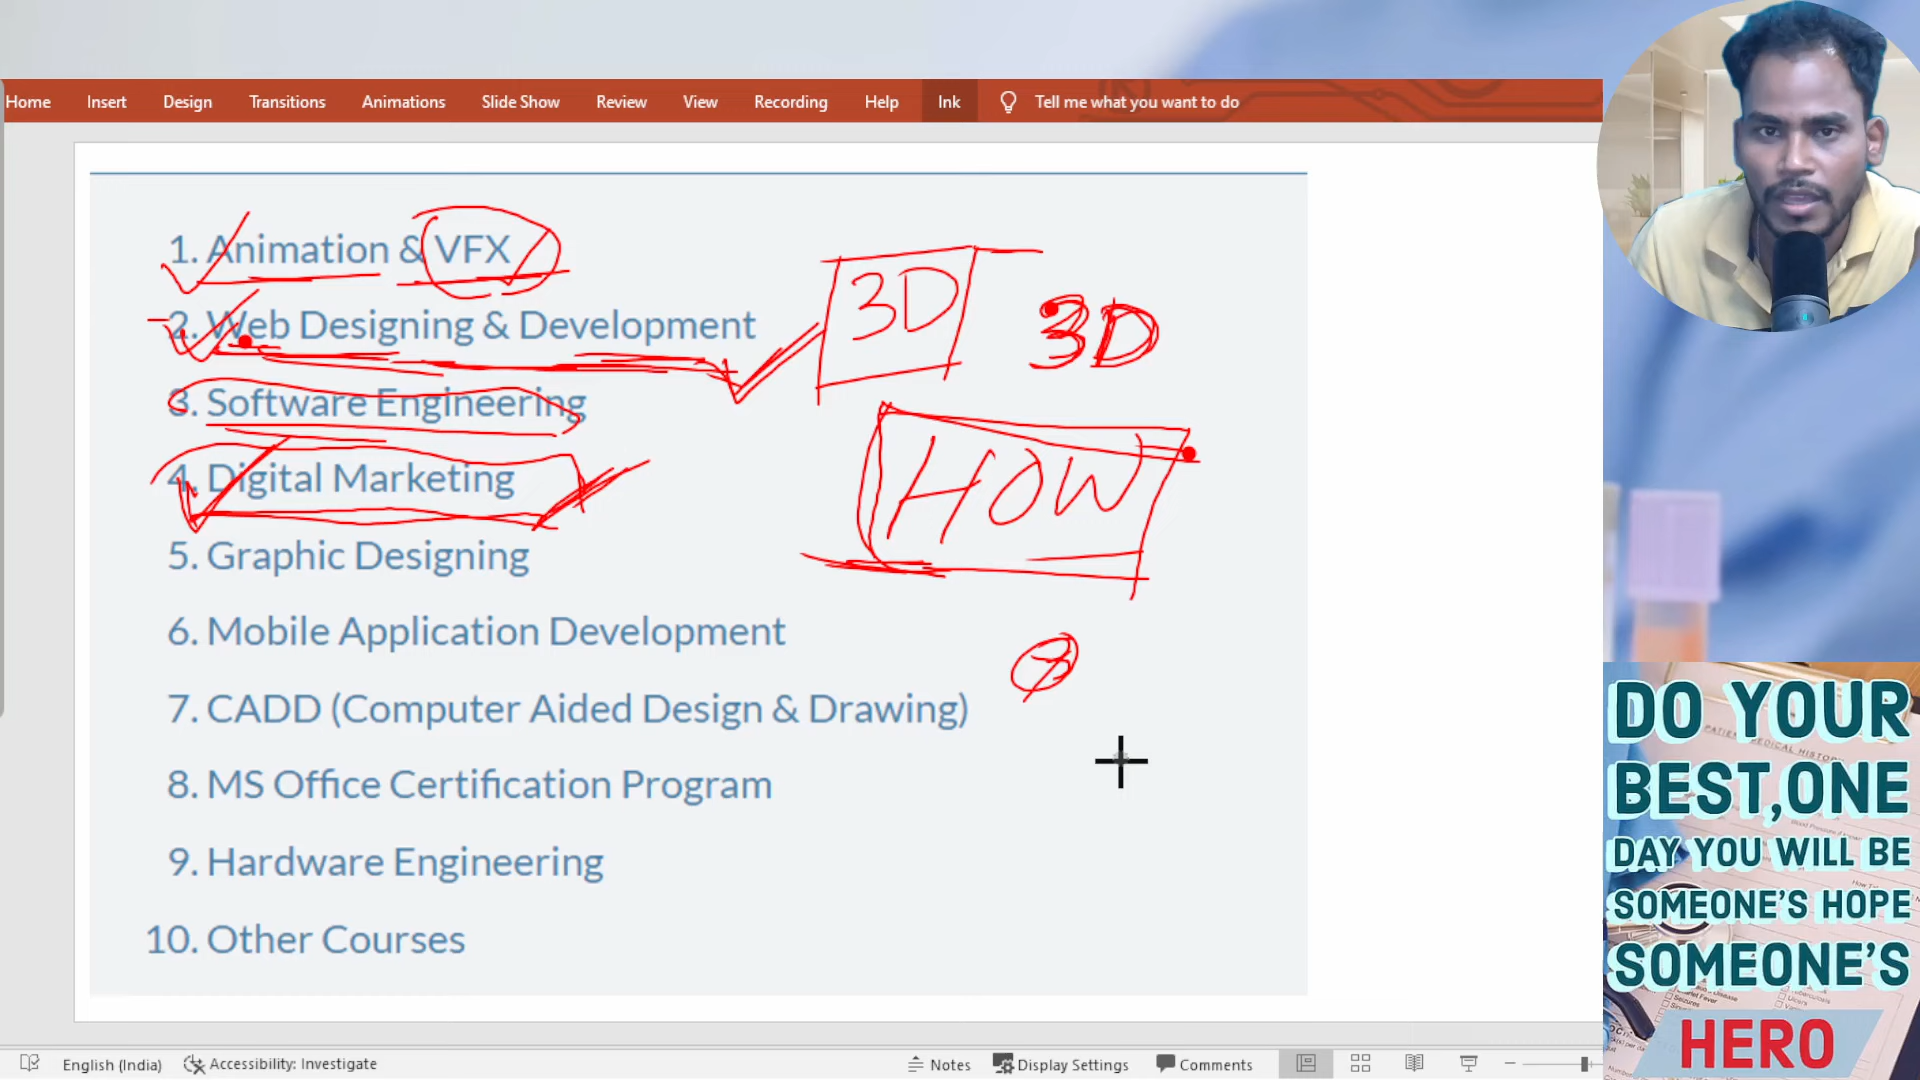 Home Insert Design Transitions Animations Slide Show Review View Recording Help Ink Tell me what you want to do
1. Animation & VFX
2. Web Designing & Development
3. Software Engineering
4. Digital Marketing
5. Graphic Designing
6. Mobile Application Development
7. CADD (Computer Aided Design & Drawing)
8. MS Office Certification Program
9. Hardware Engineering
10. Other Courses
3D
3D
HOW
DO YOUR
BEST,ONE
DAY YOU WILL BE
SOMEONE'S HOPE
SOMEONE'S
HERO
English (India) Accessibility: Investigate Notes Display Settings Comments